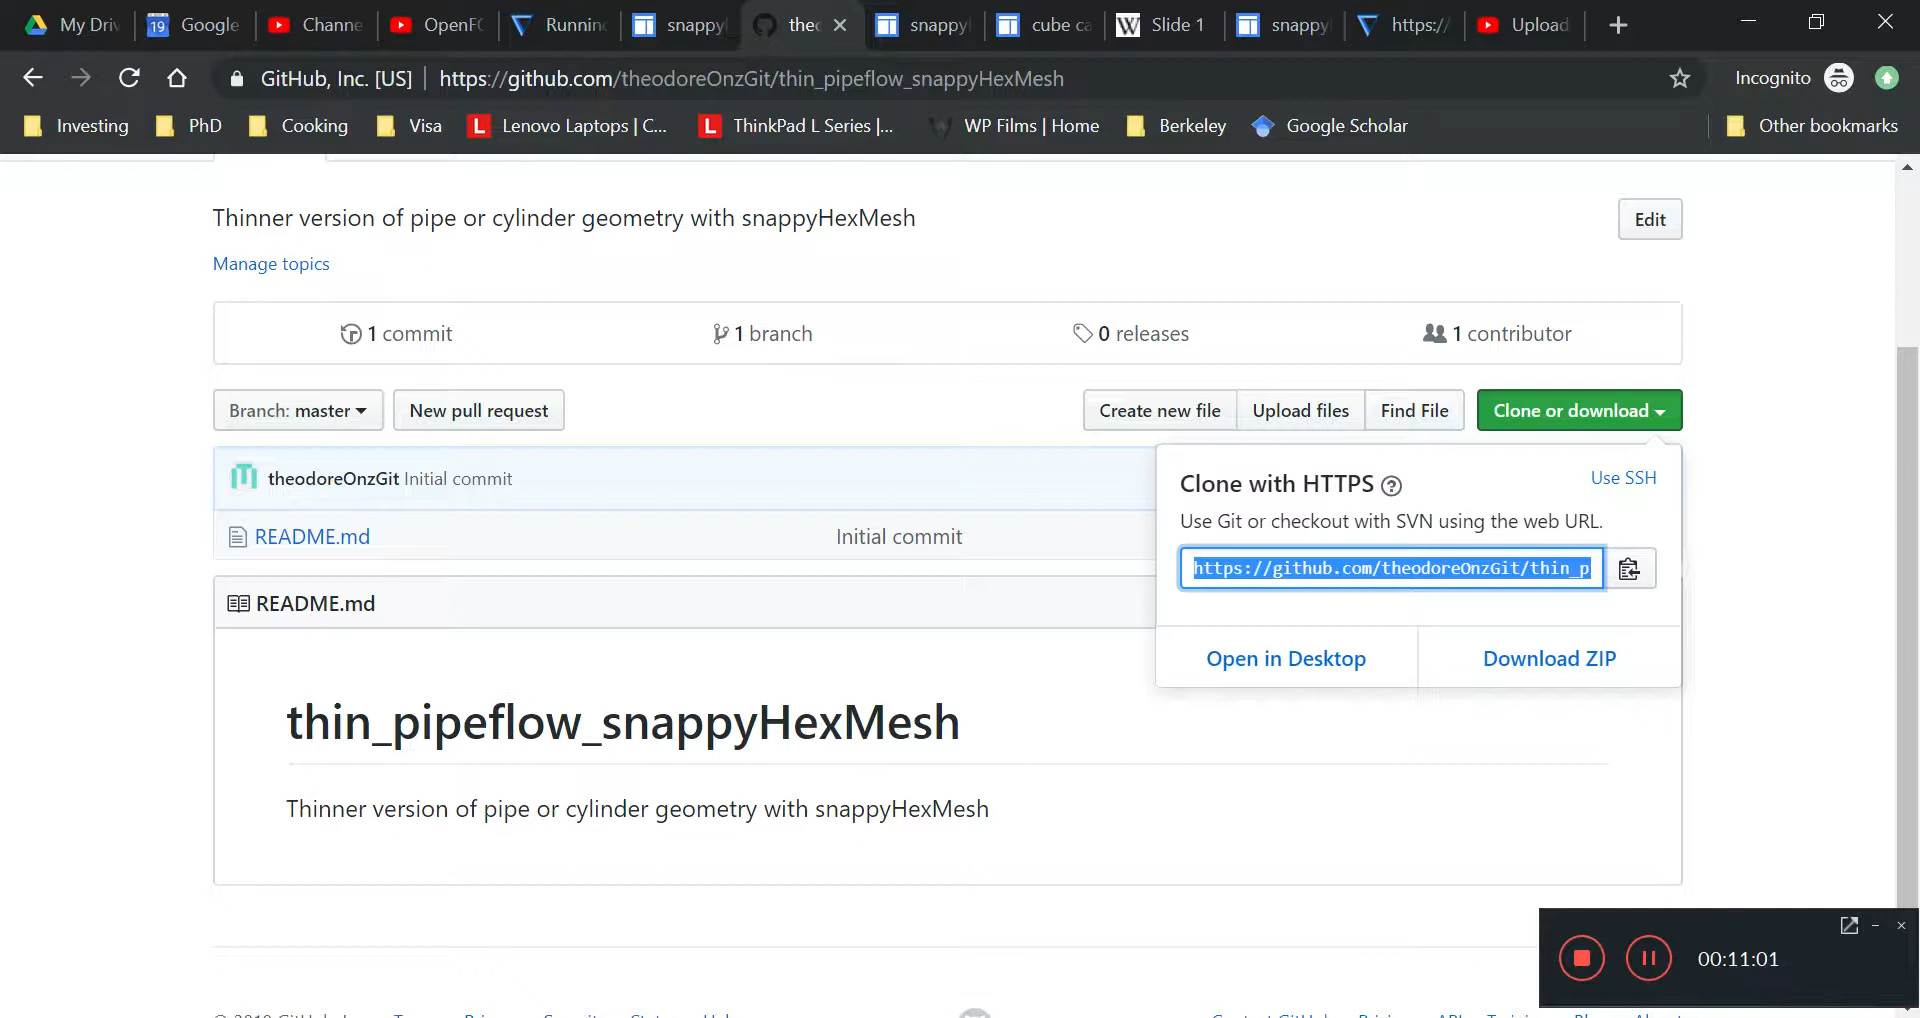 My Driv
19 Google
Channe
OpenFO
Runnin
snappyl
theo
snappyl
cube ca
W Slide 1
snappyl
https://
Upload
GitHub, Inc. [US] https://github.com/theodoreOnzGit/thin_pipeflow_snappyHexMesh
Incognito
Investing
PhD
Cooking
Visa
L Lenovo Laptops | C...
L ThinkPad L Series |...
WP Films | Home
Berkeley
Google Scholar
Other bookmarks
Thinner version of pipe or cylinder geometry with snappyHexMesh
Edit
Manage topics
1 commit
1 branch
0 releases
1 contributor
Branch: master
New pull request
Create new file
Upload files
Find File
Clone or download
theodoreOnzGit Initial commit
Clone with HTTPS ?
Use SSH
Use Git or checkout with SVN using the web URL.
https://github.com/theodoreOnzGit/thin_p
README.md
Initial commit
Open in Desktop
Download ZIP
README.md
thin_pipeflow_snappyHexMesh
Thinner version of pipe or cylinder geometry with snappyHexMesh
00:11:01